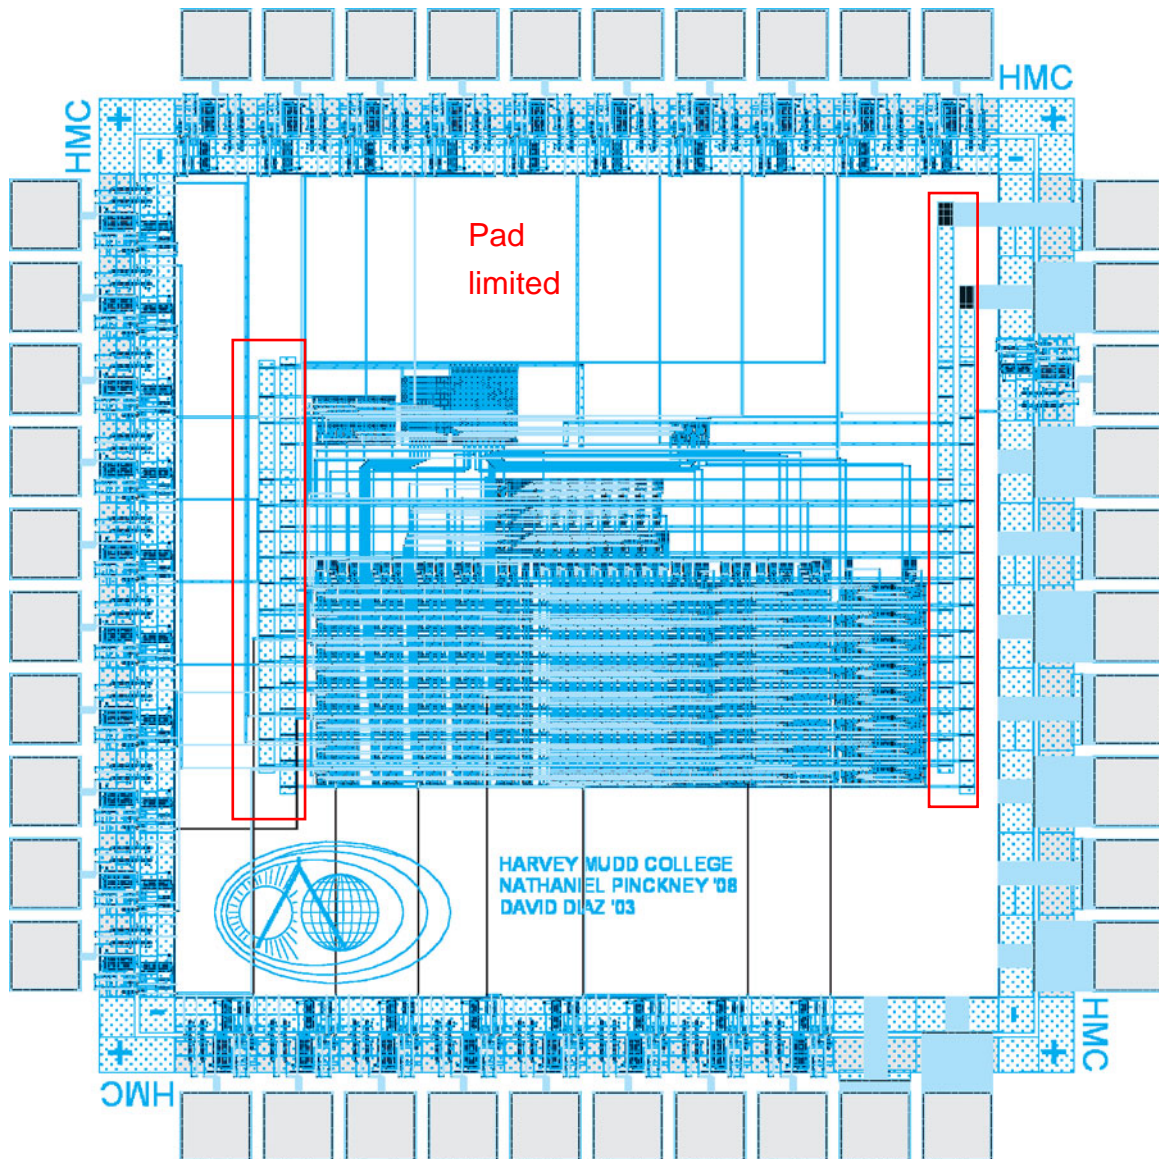 HMC
HMC
Pad
limited
HARVEY MUDD COLLEGE
NATHANIEL PINCKNEY '08
DAVID DIAZ '03
HMC
HMC